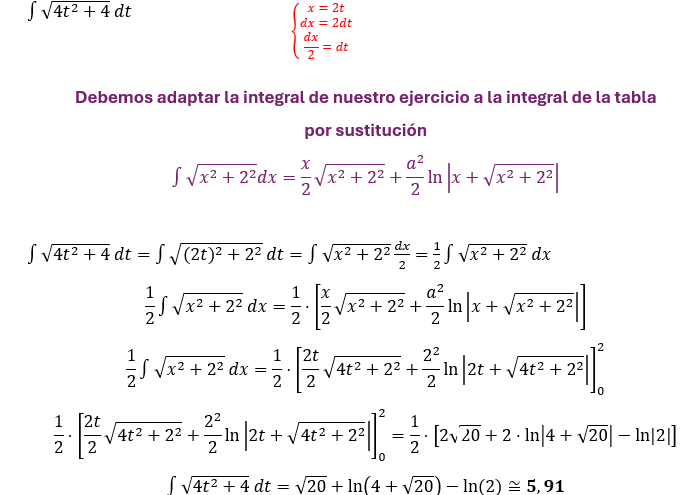 ∫ √(4t² + 4) dt
{ x = 2t
dx = 2dt
dx/2 = dt
Debemos adaptar la integral de nuestro ejercicio a la integral de la tabla
por sustitución
∫ √(x² + 2²)dx = x/2 √(x² + 2²) + a²/2 ln|x + √(x² + 2²)|
∫ √(4t² + 4) dt = ∫ √((2t)² + 2²) dt = ∫ √(x² + 2²) dx/2 = 1/2 ∫ √(x² + 2²) dx
1/2 ∫ √(x² + 2²) dx = 1/2 · [x/2 √(x² + 2²) + a²/2 ln|x + √(x² + 2²)|]
1/2 ∫ √(x² + 2²) dx = 1/2 · [2t/2 √(4t² + 2²) + 2²/2 ln|2t + √(4t² + 2²)|]₀²
1/2 · [2t/2 √(4t² + 2²) + 2²/2 ln|2t + √(4t² + 2²)|]₀² = 1/2 · [2√20 + 2 · ln|4 + √20| − ln|2|]
∫ √(4t² + 4) dt = √20 + ln(4 + √20) − ln(2) ≅ 5,91